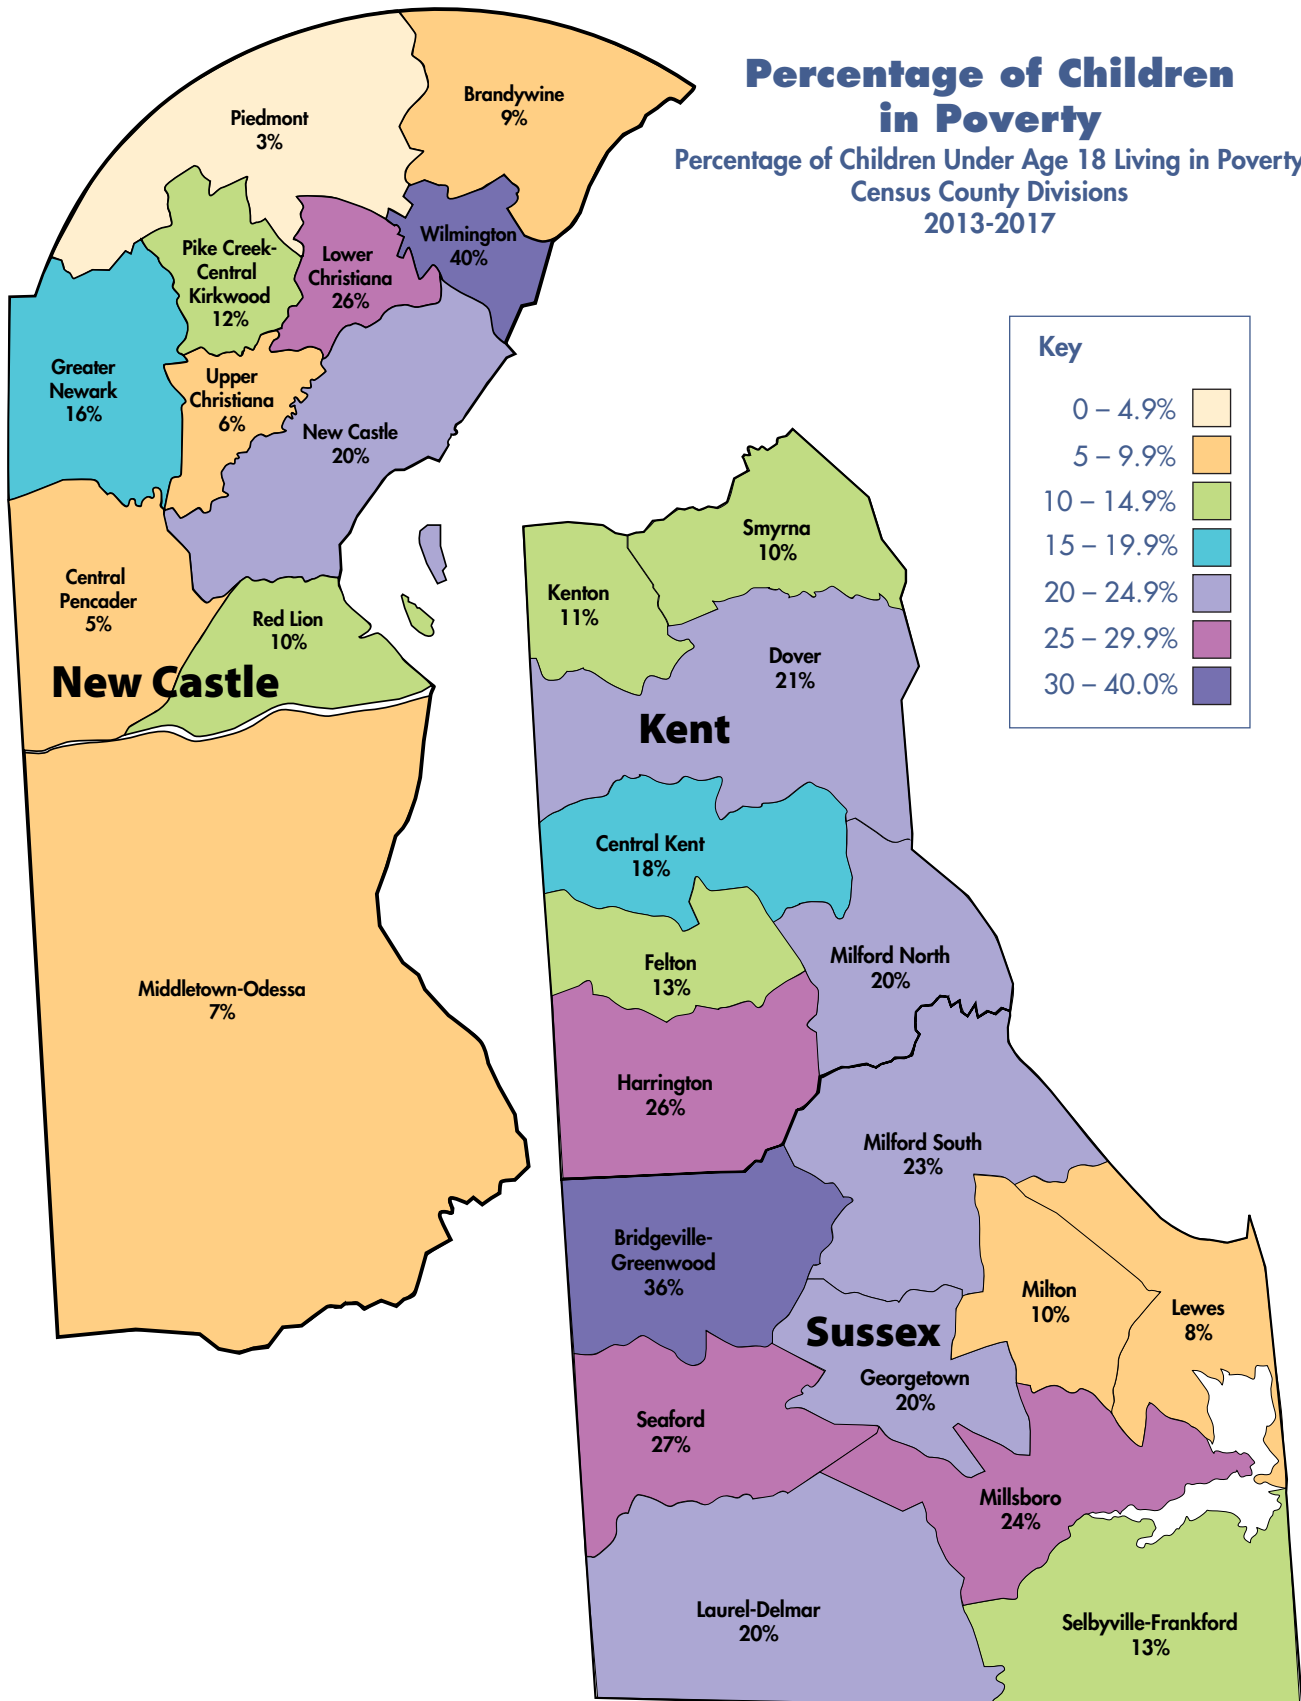 Percentage of Children
in Poverty
Percentage of Children Under Age 18 Living in Poverty
Census County Divisions
2013-2017
Key
0 – 4.9%
5 – 9.9%
10 – 14.9%
15 – 19.9%
20 – 24.9%
25 – 29.9%
30 – 40.0%
Piedmont
3%
Brandywine
9%
Pike Creek-
Central
Kirkwood
12%
Lower
Christiana
26%
Wilmington
40%
Greater
Newark
16%
Upper
Christiana
6%
New Castle
20%
Central
Pencader
5%
Red Lion
10%
New Castle
Middletown-Odessa
7%
Smyrna
10%
Kenton
11%
Dover
21%
Kent
Central Kent
18%
Felton
13%
Milford North
20%
Harrington
26%
Milford South
23%
Bridgeville-
Greenwood
36%
Milton
10%
Lewes
8%
Sussex
Georgetown
20%
Seaford
27%
Millsboro
24%
Laurel-Delmar
20%
Selbyville-Frankford
13%